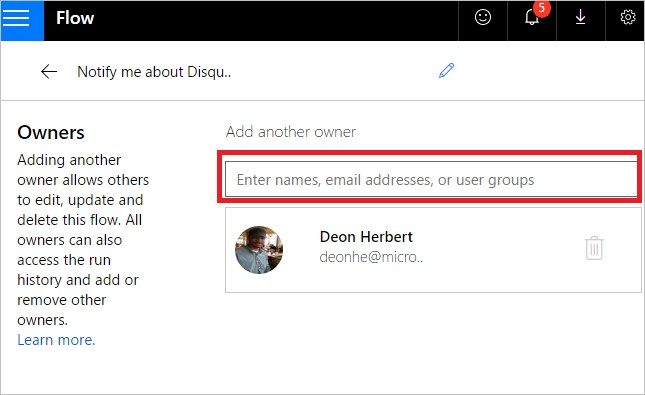 Flow
5
Notify me about Disqu..
Owners
Adding another
owner allows others
to edit, update and
delete this flow. All
owners can also
access the run
history and add or
remove other
owners.
Learn more.
Add another owner
Enter names, email addresses, or user groups
Deon Herbert
deonhe@micro..